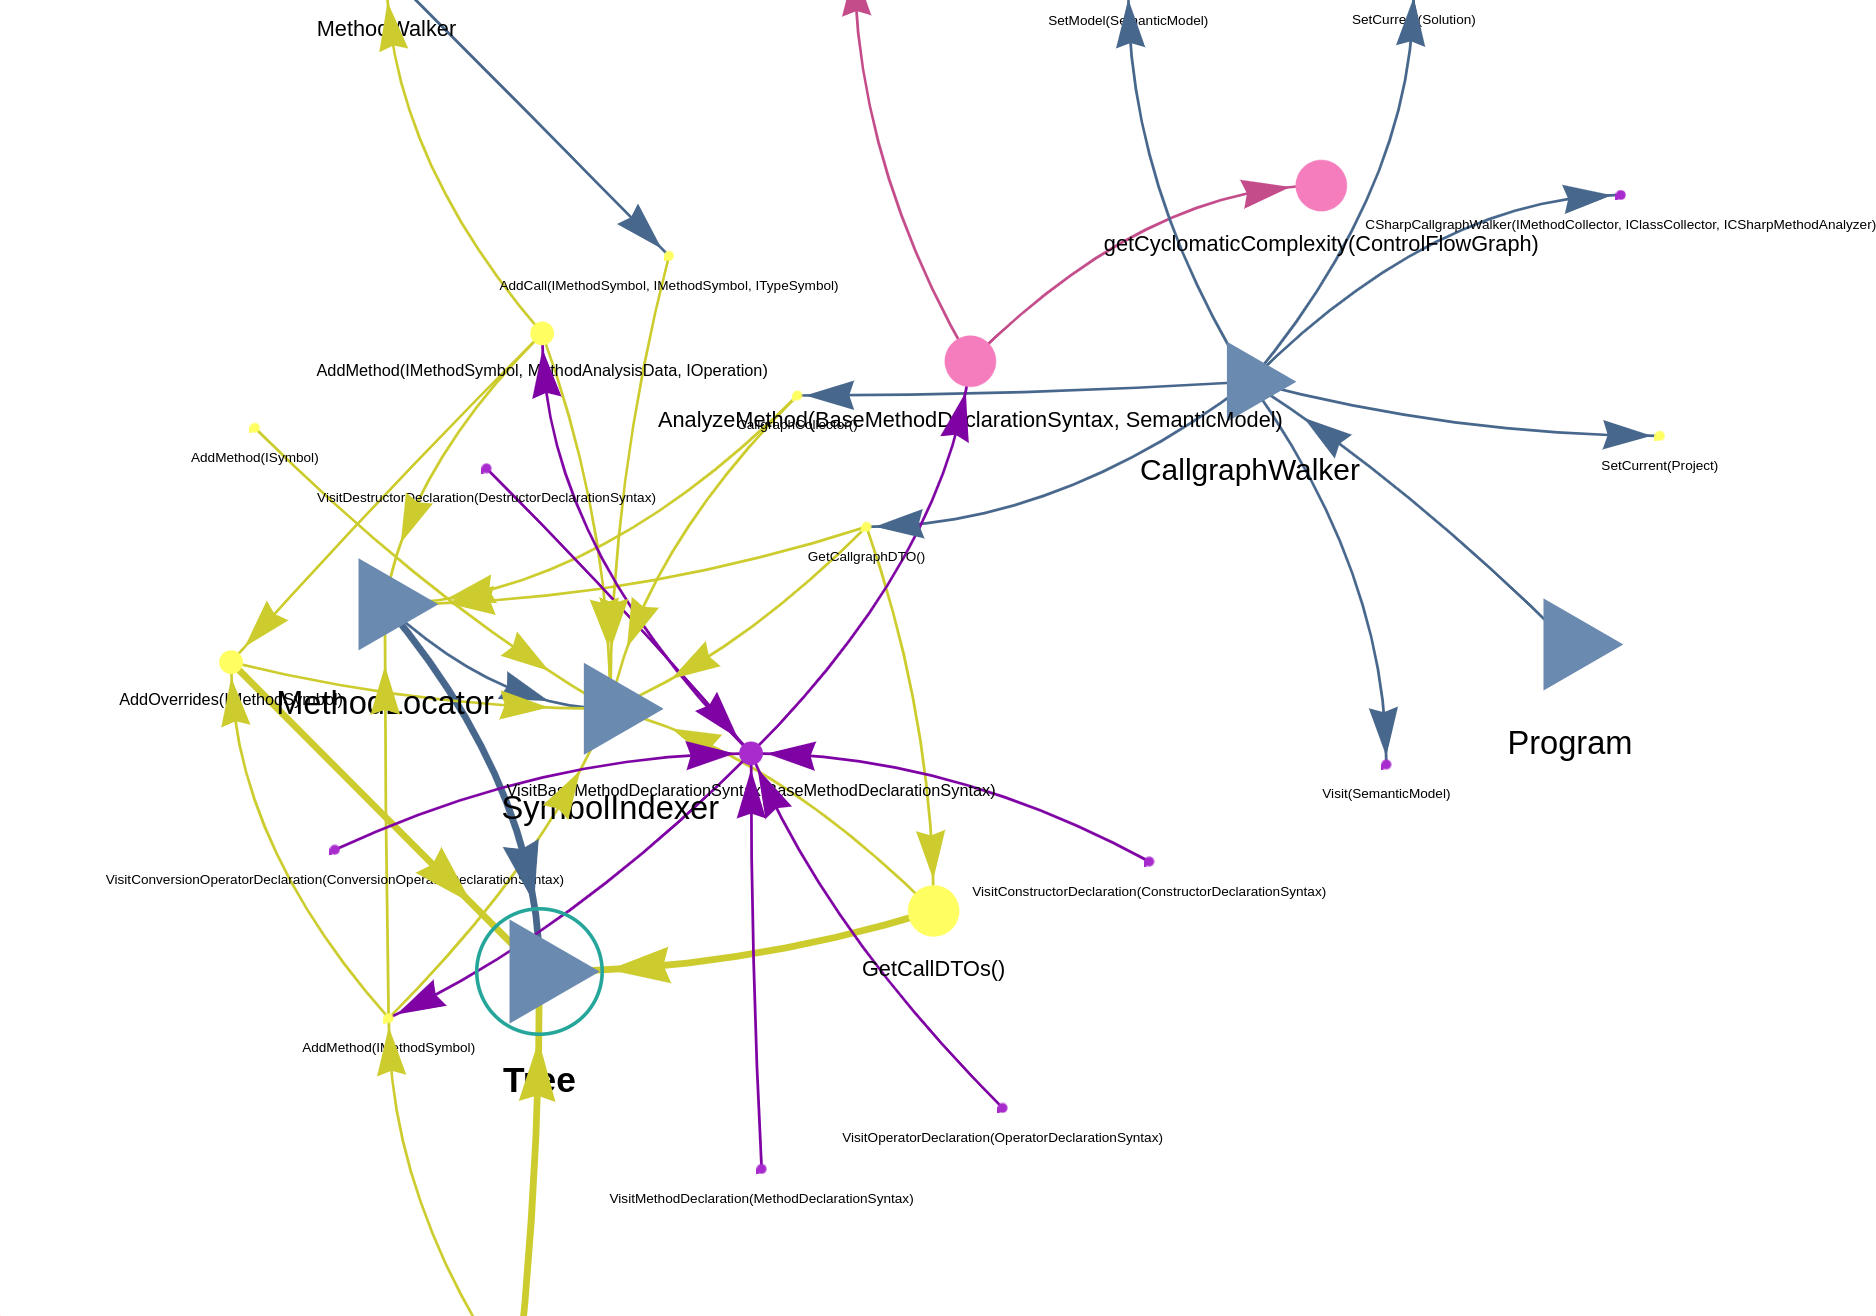 MethodWalker
SetModel(SemanticModel)
SetCurrent(Solution)
CSharpCallgraphWalker(IMethodCollector, IClassCollector, ICSharpMethodAnalyzer)
getCyclomaticComplexity(ControlFlowGraph)
AddCall(IMethodSymbol, IMethodSymbol, ITypeSymbol)
AddMethod(IMethodSymbol, MethodAnalysisData, IOperation)
AnalyzeMethod(BaseMethodDeclarationSyntax, SemanticModel)
CallgraphCollector()
AddMethod(ISymbol)
CallgraphWalker
SetCurrent(Project)
VisitDestructorDeclaration(DestructorDeclarationSyntax)
GetCallgraphDTO()
AddOverrides(IMethodSymbol)
MethodLocator
Program
VisitBaseMethodDeclarationSyntax(BaseMethodDeclarationSyntax)
SymbolIndexer
Visit(SemanticModel)
VisitConversionOperatorDeclaration(ConversionOperatorDeclarationSyntax)
VisitConstructorDeclaration(ConstructorDeclarationSyntax)
GetCallDTOs()
AddMethod(IMethodSymbol)
Tree
VisitOperatorDeclaration(OperatorDeclarationSyntax)
VisitMethodDeclaration(MethodDeclarationSyntax)